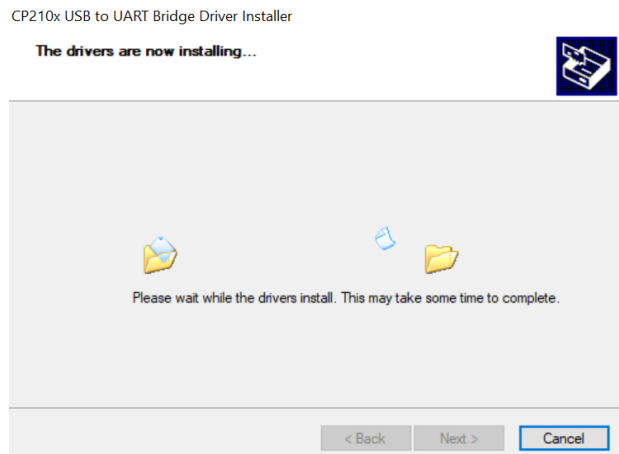 CP210x USB to UART Bridge Driver Installer
The drivers are now installing...
Please wait while the drivers install. This may take some time to complete.
< Back
Next >
Cancel